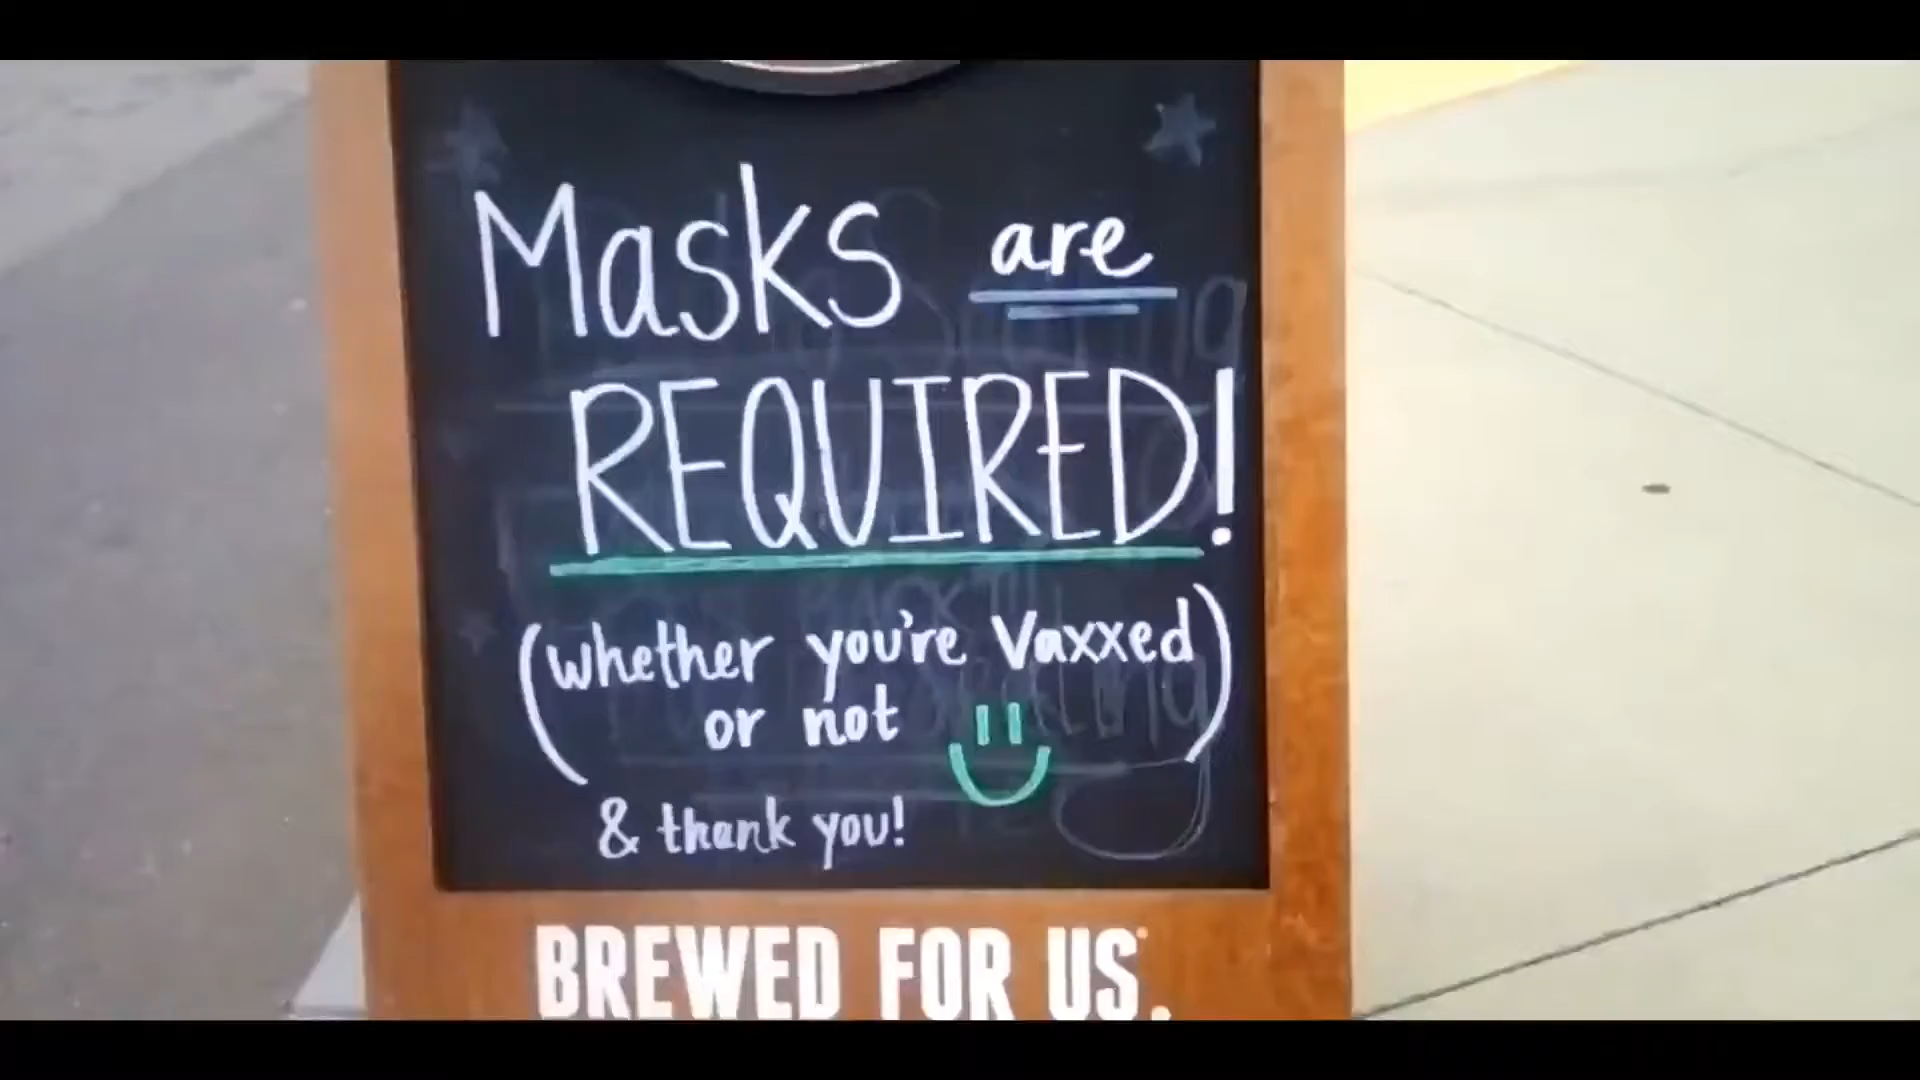 Masks are
REQUIRED!
(whether you're Vaxxed)
or not
& thank you!
BREWED FOR US.